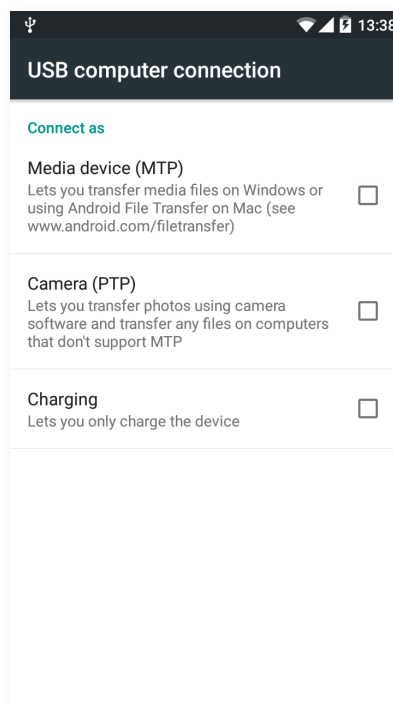 13:38
USB computer connection
Connect as
Media device (MTP)
Lets you transfer media files on Windows or
using Android File Transfer on Mac (see
www.android.com/filetransfer)
Camera (PTP)
Lets you transfer photos using camera
software and transfer any files on computers
that don't support MTP
Charging
Lets you only charge the device